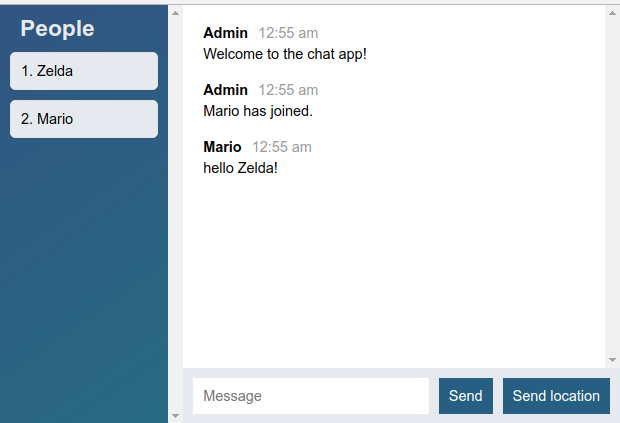 People
1. Zelda
2. Mario
Admin 12:55 am
Welcome to the chat app!
Admin 12:55 am
Mario has joined.
Mario 12:55 am
hello Zelda!
Message
Send
Send location